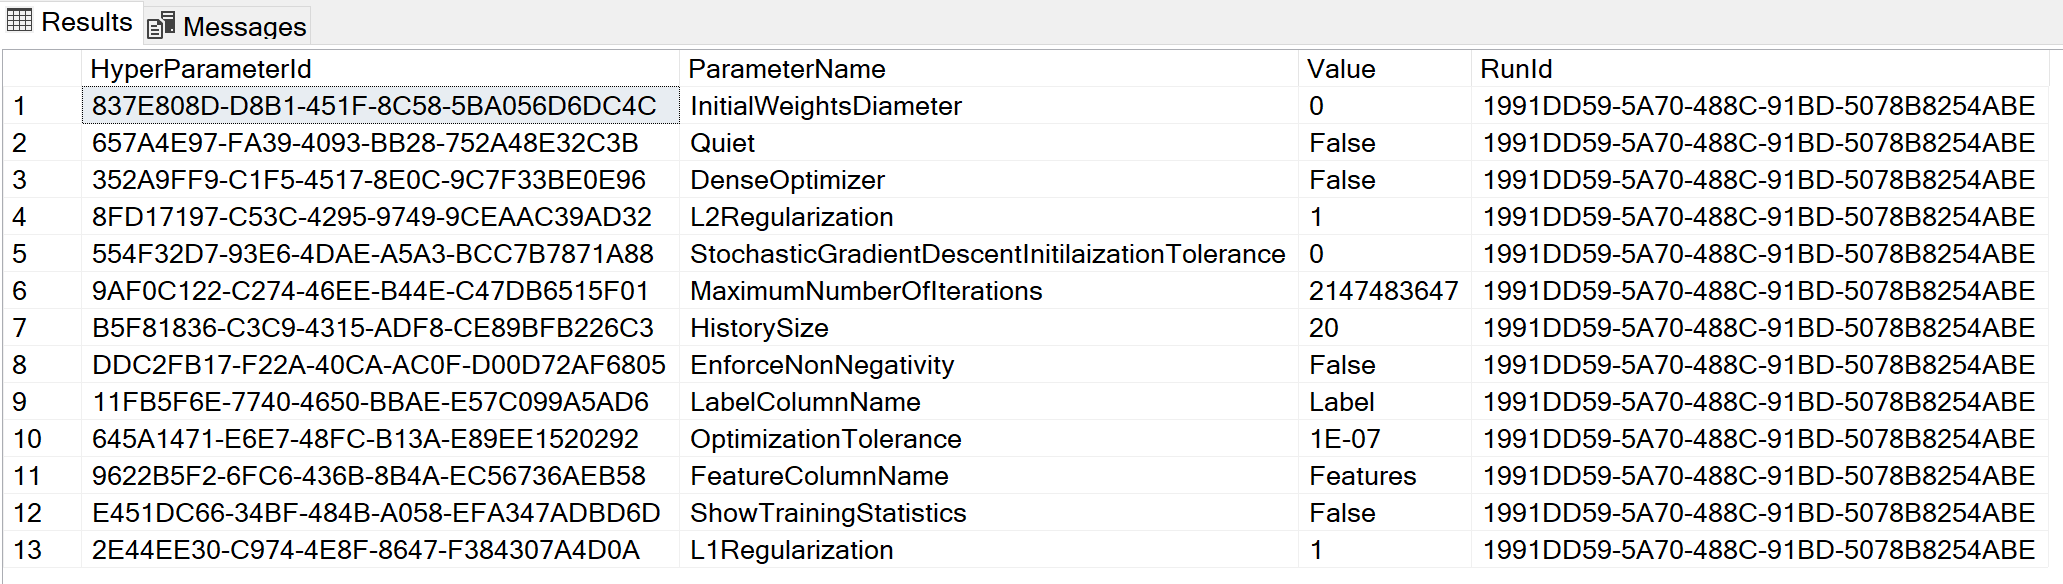 Results Messages
HyperParameterId ParameterName Value RunId
1 837E808D-D8B1-451F-8C58-5BA056D6DC4C InitialWeightsDiameter 0 1991DD59-5A70-488C-91BD-5078B8254ABE
2 657A4E97-FA39-4093-BB28-752A48E32C3B Quiet False 1991DD59-5A70-488C-91BD-5078B8254ABE
3 352A9FF9-C1F5-4517-8E0C-9C7F33BE0E96 DenseOptimizer False 1991DD59-5A70-488C-91BD-5078B8254ABE
4 8FD17197-C53C-4295-9749-9CEAAC39AD32 L2Regularization 1 1991DD59-5A70-488C-91BD-5078B8254ABE
5 554F32D7-93E6-4DAE-A5A3-BCC7B7871A88 StochasticGradientDescentInitilaizationTolerance 0 1991DD59-5A70-488C-91BD-5078B8254ABE
6 9AF0C122-C274-46EE-B44E-C47DB6515F01 MaximumNumberOfIterations 2147483647 1991DD59-5A70-488C-91BD-5078B8254ABE
7 B5F81836-C3C9-4315-ADF8-CE89BFB226C3 HistorySize 20 1991DD59-5A70-488C-91BD-5078B8254ABE
8 DDC2FB17-F22A-40CA-AC0F-D00D72AF6805 EnforceNonNegativity False 1991DD59-5A70-488C-91BD-5078B8254ABE
9 11FB5F6E-7740-4650-BBAE-E57C099A5AD6 LabelColumnName Label 1991DD59-5A70-488C-91BD-5078B8254ABE
10 645A1471-E6E7-48FC-B13A-E89EE1520292 OptimizationTolerance 1E-07 1991DD59-5A70-488C-91BD-5078B8254ABE
11 9622B5F2-6FC6-436B-8B4A-EC56736AEB58 FeatureColumnName Features 1991DD59-5A70-488C-91BD-5078B8254ABE
12 E451DC66-34BF-484B-A058-EFA347ADBD6D ShowTrainingStatistics False 1991DD59-5A70-488C-91BD-5078B8254ABE
13 2E44EE30-C974-4E8F-8647-F384307A4D0A L1Regularization 1 1991DD59-5A70-488C-91BD-5078B8254ABE